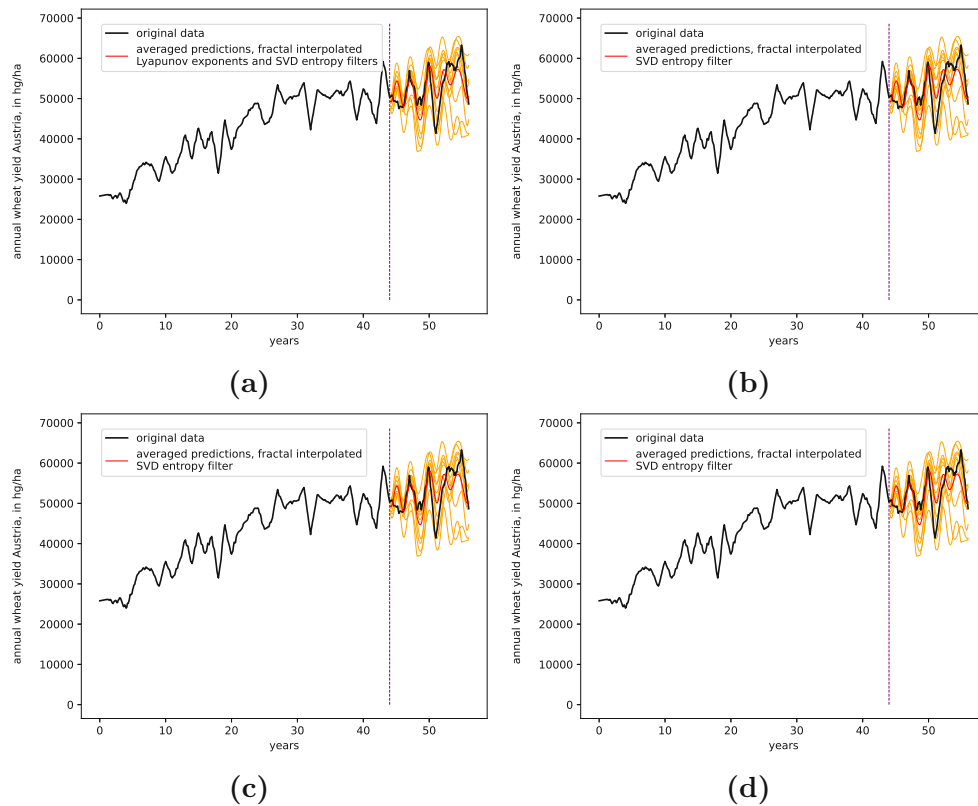 70000
60000
50000
40000
30000
20000
10000
0
annual wheat yield Austria, in hg/ha
original data
averaged predictions, fractal interpolated
Lyapunov exponents and SVD entropy filters
0 10 20 30 40 50
years
(a)
70000
60000
50000
40000
30000
20000
10000
0
annual wheat yield Austria, in hg/ha
original data
averaged predictions, fractal interpolated
SVD entropy filter
0 10 20 30 40 50
years
(b)
70000
60000
50000
40000
30000
20000
10000
0
annual wheat yield Austria, in hg/ha
original data
averaged predictions, fractal interpolated
SVD entropy filter
0 10 20 30 40 50
years
(c)
70000
60000
50000
40000
30000
20000
10000
0
annual wheat yield Austria, in hg/ha
original data
averaged predictions, fractal interpolated
SVD entropy filter
0 10 20 30 40 50
years
(d)